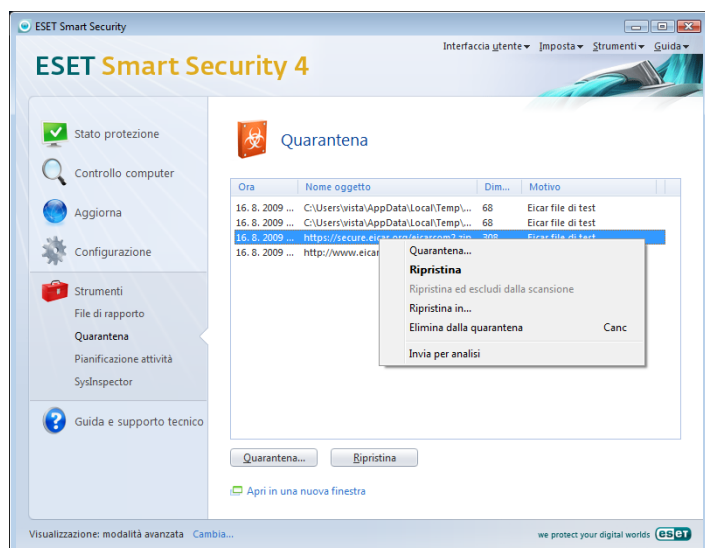 ESET Smart Security
Interfaccia utente Imposta Strumenti Guida
ESET Smart Security 4
Stato protezione
Controllo computer
Aggiorna
Configurazione
Strumenti
File di rapporto
Quarantena
Pianificazione attività
SysInspector
Guida e supporto tecnico
Quarantena
Ora Nome oggetto Dim... Motivo
16. 8. 2009 ... C:\Users\vista\AppData\Local\Temp\... 68 Eicar file di test
16. 8. 2009 ... C:\Users\vista\AppData\Local\Temp\... 68 Eicar file di test
16. 8. 2009 ... https://secure.eicar.org/eicarcom2.zip 308 Eicar file di test
16. 8. 2009 ... http://www.eicar
Quarantena...
Ripristina
Ripristina ed escludi dalla scansione
Ripristina in...
Elimina dalla quarantena Canc
Invia per analisi
Quarantena... Ripristina
Apri in una nuova finestra
Visualizzazione: modalità avanzata Cambia...
we protect your digital worlds eset